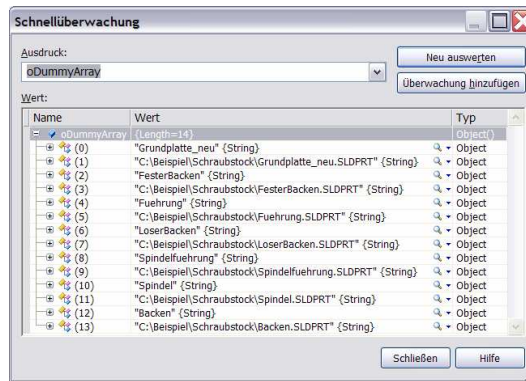 Schnellüberwachung
Ausdruck:
oDummyArray
Neu auswerten
Überwachung hinzufügen
Wert:
Name Wert Typ
oDummyArray {Length=14} Object()
(0) "Grundplatte_neu" {String} Object
(1) "C:\Beispiel\Schraubstock\Grundplatte_neu.SLDPRT" {String} Object
(2) "FesterBacken" {String} Object
(3) "C:\Beispiel\Schraubstock\FesterBacken.SLDPRT" {String} Object
(4) "Fuehrung" {String} Object
(5) "C:\Beispiel\Schraubstock\Fuehrung.SLDPRT" {String} Object
(6) "LoserBacken" {String} Object
(7) "C:\Beispiel\Schraubstock\LoserBacken.SLDPRT" {String} Object
(8) "Spindelfuehrung" {String} Object
(9) "C:\Beispiel\Schraubstock\Spindelfuehrung.SLDPRT" {String} Object
(10) "Spindel" {String} Object
(11) "C:\Beispiel\Schraubstock\Spindel.SLDPRT" {String} Object
(12) "Backen" {String} Object
(13) "C:\Beispiel\Schraubstock\Backen.SLDPRT" {String} Object
Schließen Hilfe